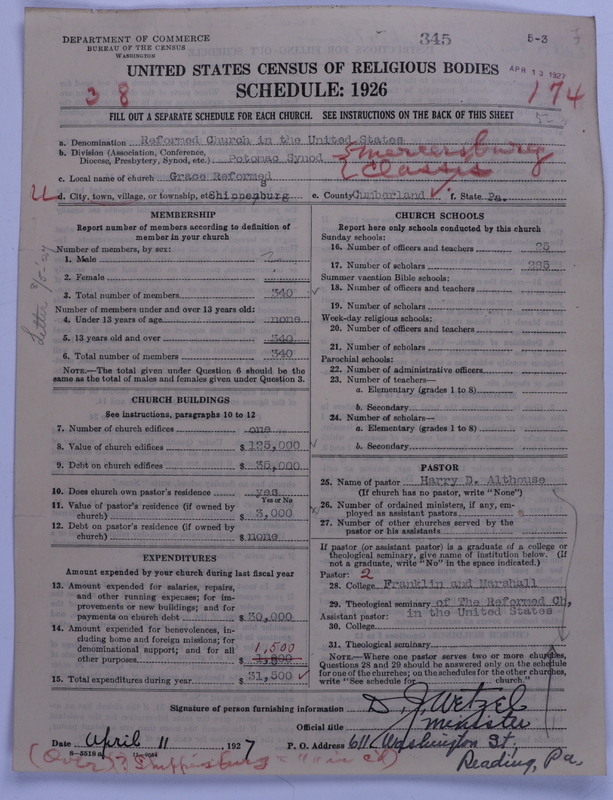 DEPARTMENT OF COMMERCE
BUREAU OF THE CENSUS
WASHINGTON
345
5-3
UNITED STATES CENSUS OF RELIGIOUS BODIES
APR 13 1927
SCHEDULE: 1926
3 8
174
FILL OUT A SEPARATE SCHEDULE FOR EACH CHURCH. SEE INSTRUCTIONS ON THE BACK OF THIS SHEET
a. Denomination Reformed Church in the United States
b. Division (Association, Conference, Diocese, Presbytery, Synod, etc.) Potomac Synod
Mercersburg Classis
c. Local name of church Grace Reformed
d. City, town, village, or township, etc Shippensburg e. County Cumberland f. State Pa.
MEMBERSHIP
Report number of members according to definition of member in your church
Number of members, by sex:
1. Male
2. Female
3. Total number of members 340
Number of members under and over 13 years old:
4. Under 13 years of age none
5. 13 years old and over 340
6. Total number of members 340
NOTE.—The total given under Question 6 should be the same as the total of males and females given under Question 3.
CHURCH BUILDINGS
See instructions, paragraphs 10 to 12
7. Number of church edifices one
8. Value of church edifices $ 125,000
9. Debt on church edifices $ 35,000
10. Does church own pastor's residence yes
Yes or No
11. Value of pastor's residence (if owned by church) $ 3,000
12. Debt on pastor's residence (if owned by church) $ none
EXPENDITURES
Amount expended by your church during last fiscal year
13. Amount expended for salaries, repairs, and other running expenses; for improvements or new buildings; and for payments on church debt $ 30,000
14. Amount expended for benevolences, including home and foreign missions; for denominational support; and for all other purposes $ 1,500
15. Total expenditures during year $ 31,500
CHURCH SCHOOLS
Report here only schools conducted by this church
Sunday schools:
16. Number of officers and teachers 25
17. Number of scholars
Summer vacation Bible schools:
18. Number of officers and teachers
19. Number of scholars
Week-day religious schools:
20. Number of officers and teachers
21. Number of scholars
Parochial schools:
22. Number of administrative officers
23. Number of teachers—
a. Elementary (grades 1 to 8)
b. Secondary
24. Number of scholars—
a. Elementary (grades 1 to 8)
b. Secondary
PASTOR
25. Name of pastor Harry D. Althouse
(If church has no pastor, write "None")
26. Number of ordained ministers, if any, employed as assistant pastors
27. Number of other churches served by the pastor or his assistants
If pastor (or assistant pastor) is a graduate of a college or theological seminary, give name of institution below. (If not a graduate, write "No" in the space indicated.)
Pastor: 2
28. College Franklin and Marshall
29. Theological seminary of The Reformed Ch, in the United States
Assistant pastor:
30. College
31. Theological seminary
NOTE.—Where one pastor serves two or more churches, Questions 28 and 29 should be answered only on the schedule for one of the churches; on the schedules for the other churches, write "See schedule for church."
Signature of person furnishing information D. J. Wetzel
Official title Minister
Date April 11 1927
P. O. Address 611 Washington St.
Reading, Pa.